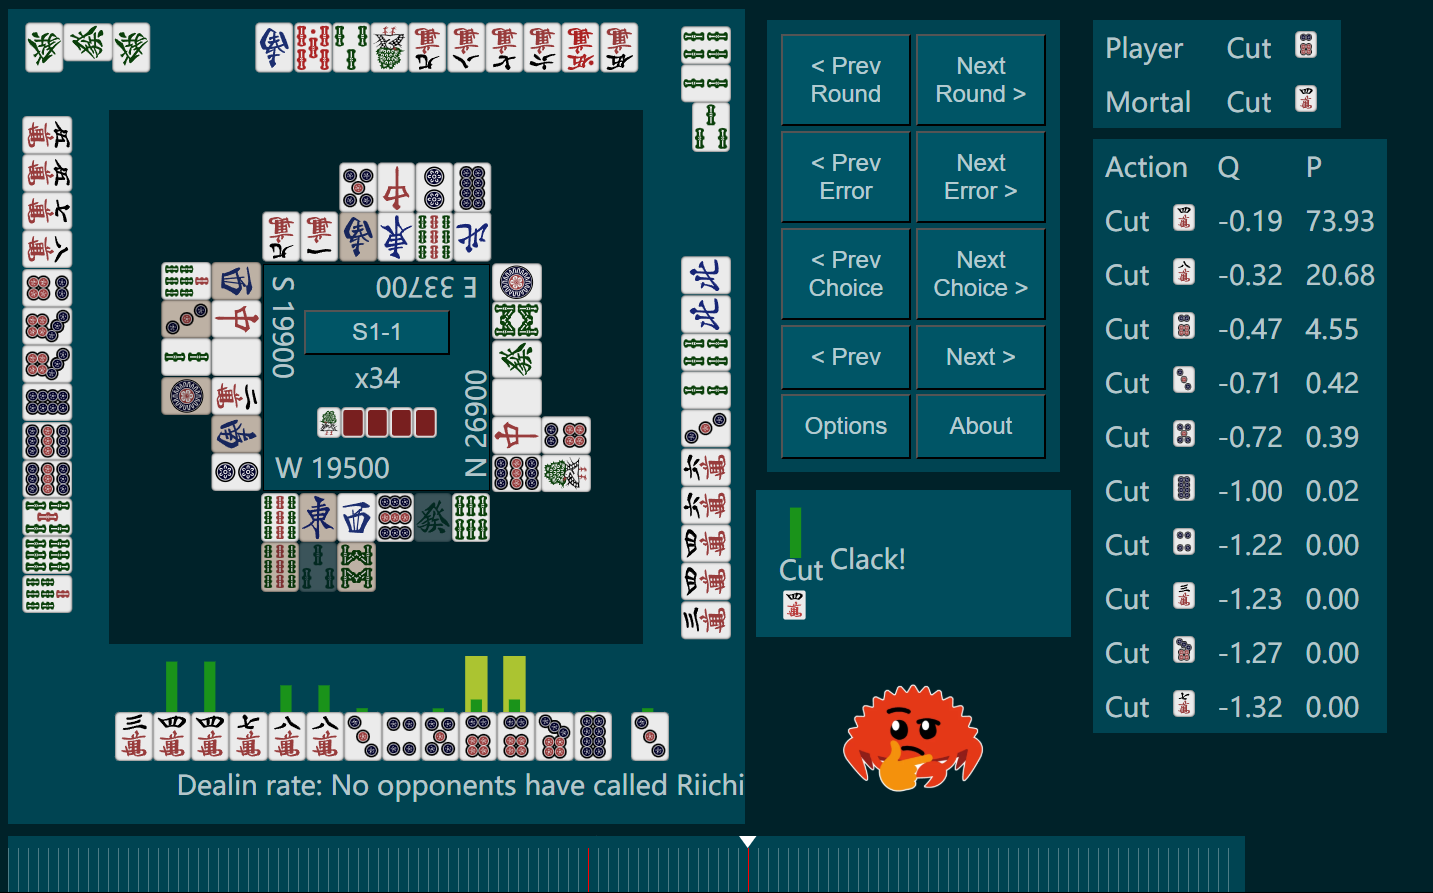 < Prev
Round
Next
Round >
< Prev
Error
Next
Error >
< Prev
Choice
Next
Choice >
< Prev
Next >
Options
About
Player Cut
Mortal Cut
Action Q P
Cut -0.19 73.93
Cut -0.32 20.68
Cut -0.47 4.55
Cut -0.71 0.42
Cut -0.72 0.39
Cut -1.00 0.02
Cut -1.22 0.00
Cut -1.23 0.00
Cut -1.27 0.00
Cut -1.32 0.00
S 19900
E 33700
S1-1
x34
N 26900
W 19500
Cut
Clack!
Dealin rate: No opponents have called Riichi